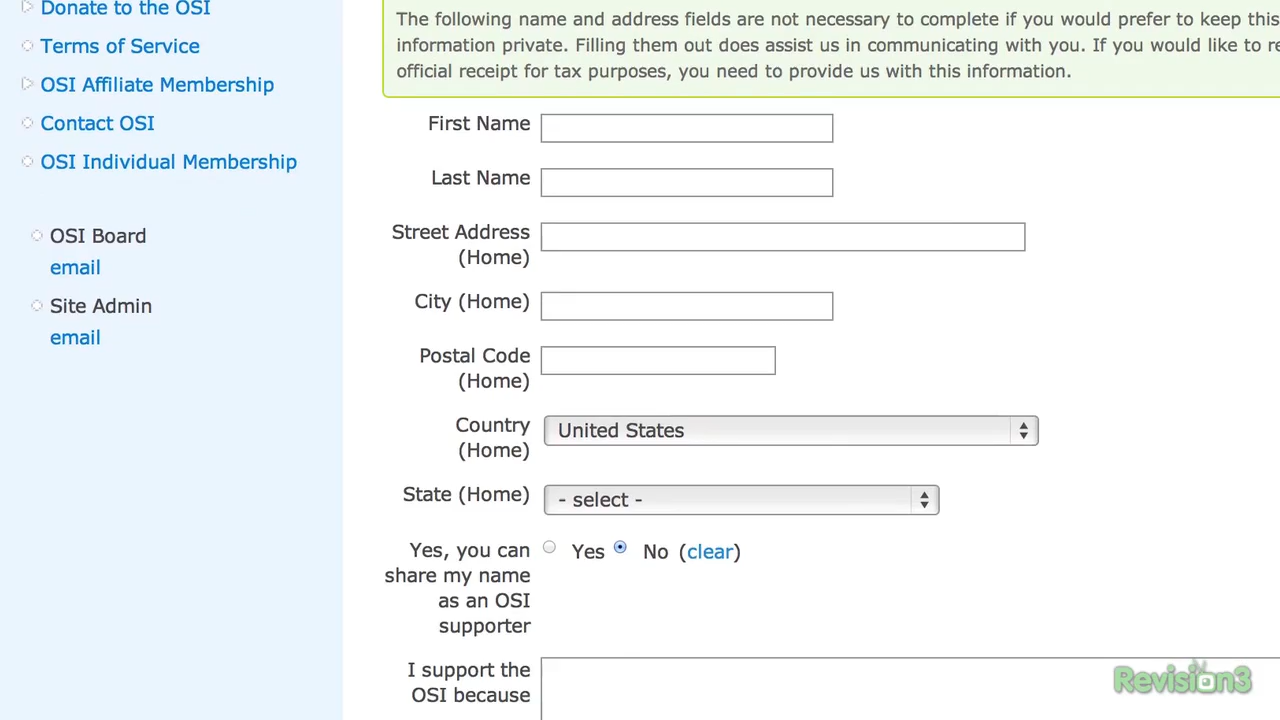 Donate to the OSI
Terms of Service
OSI Affiliate Membership
Contact OSI
OSI Individual Membership
OSI Board
email
Site Admin
email
The following name and address fields are not necessary to complete if you would prefer to keep this
information private. Filling them out does assist us in communicating with you. If you would like to re
official receipt for tax purposes, you need to provide us with this information.
First Name
Last Name
Street Address
(Home)
City (Home)
Postal Code
(Home)
Country
(Home)
United States
State (Home)
- select -
Yes, you can
share my name
as an OSI
supporter
Yes No (clear)
I support the
OSI because
Revision3